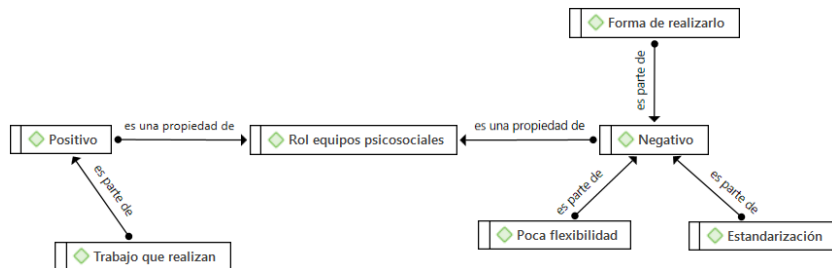 Forma de realizarlo
es parte de
Positivo
es una propiedad de
Rol equipos psicosociales
es una propiedad de
Negativo
es parte de
es parte de
es parte de
Trabajo que realizan
Poca flexibilidad
Estandarización